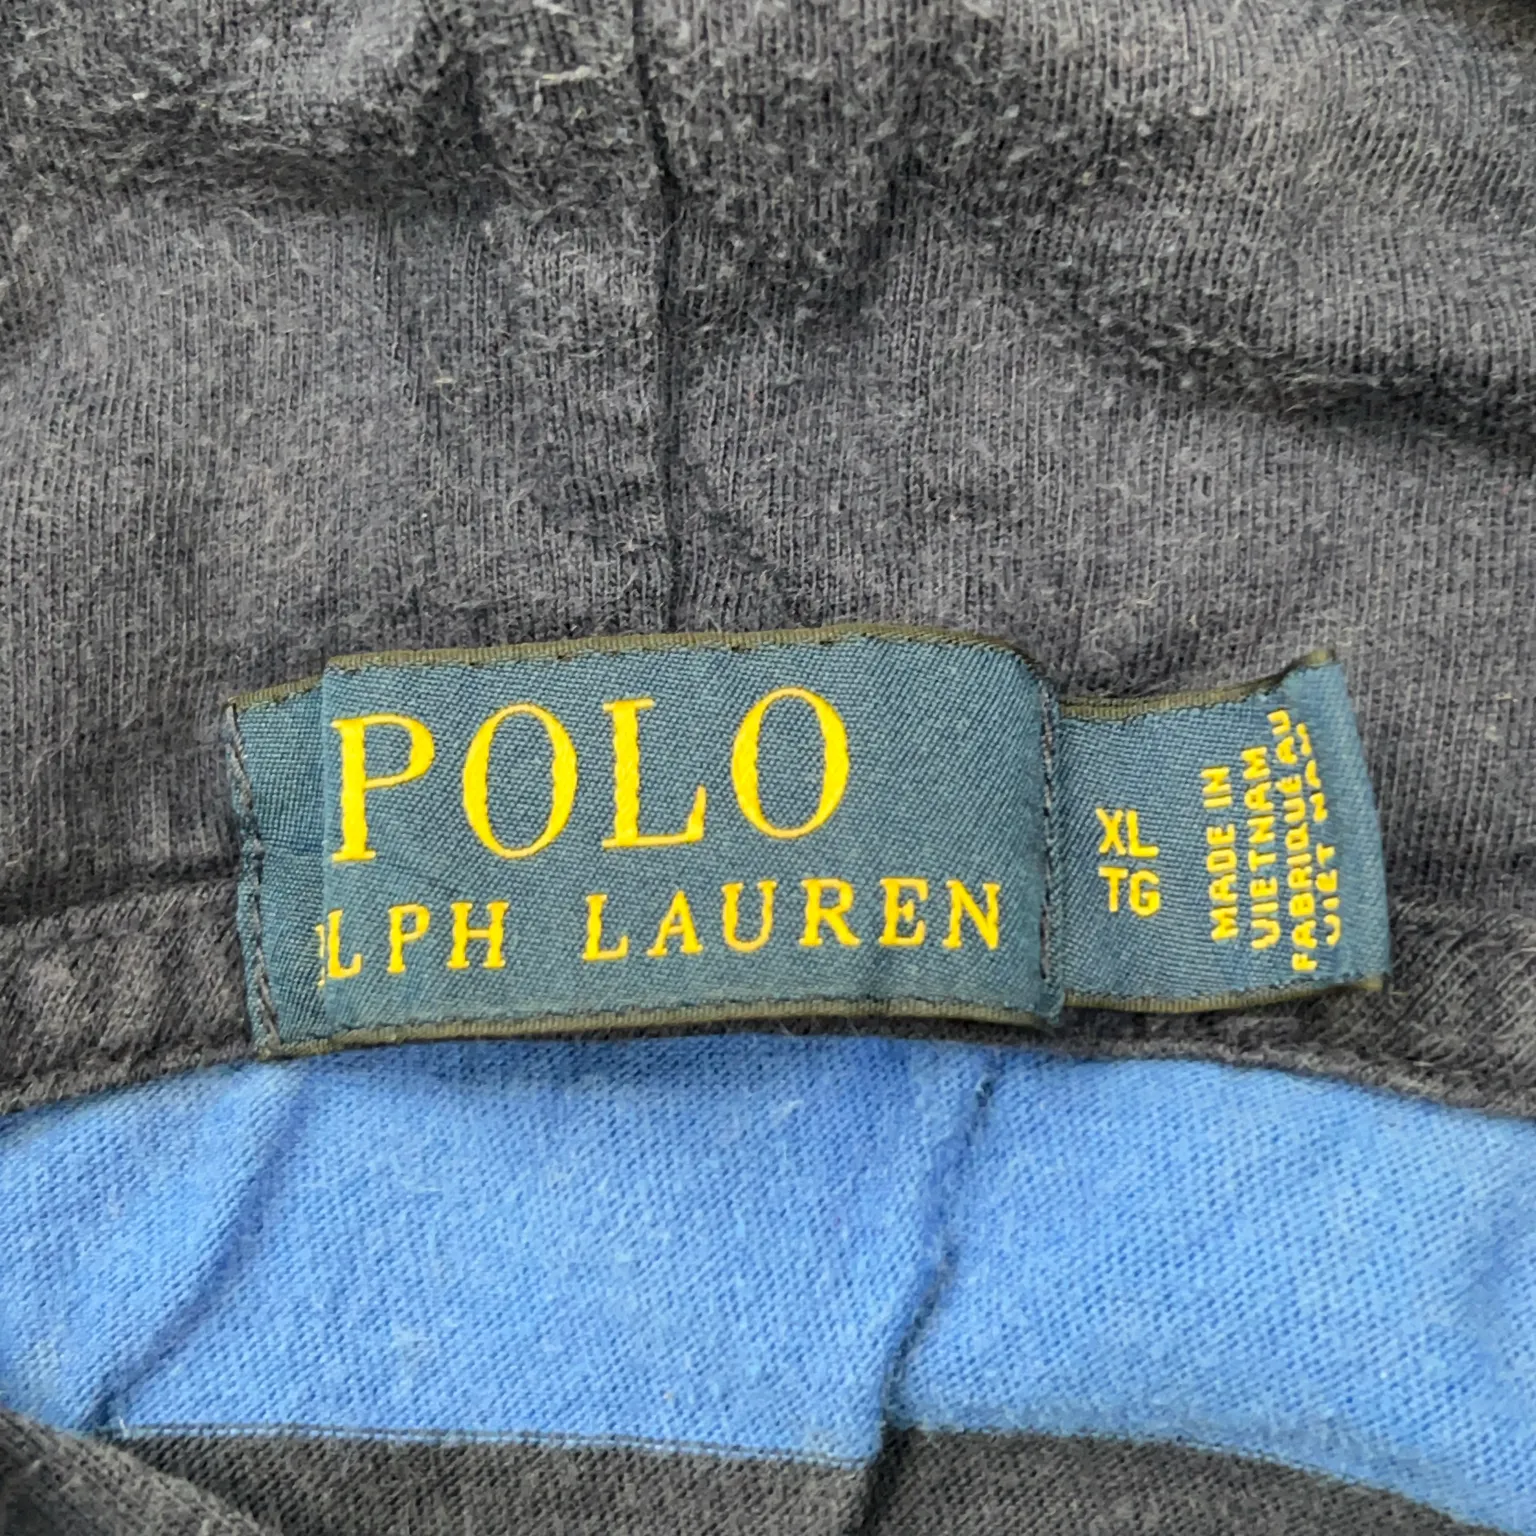 POLO
LPH LAUREN
XL
TG
MADE IN
VIETNAM
FABRIQUE AU